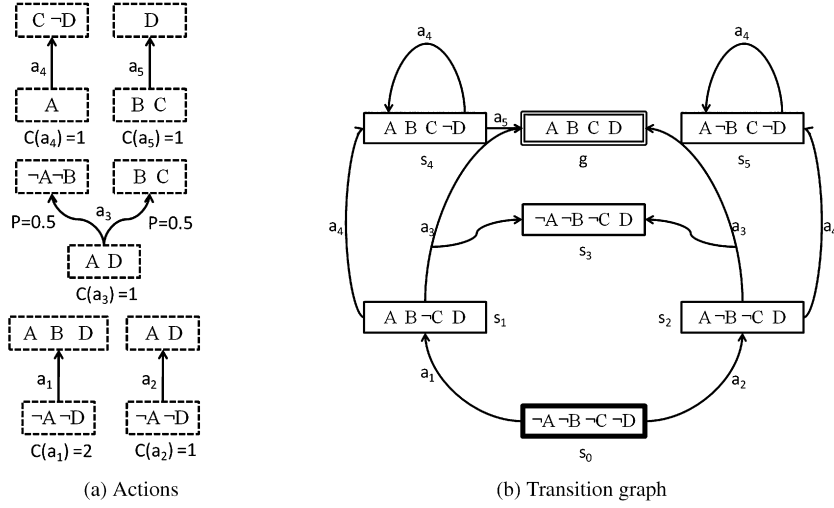 C ¬D
D
a4
a5
A
B C
C(a4) =1
C(a5) =1
¬A¬B
B C
P=0.5
a3
P=0.5
A D
C(a3) =1
A B D
A D
a1
a2
¬A ¬D
¬A ¬D
C(a1) =2
C(a2) =1
(a) Actions
a4
a4
A B C ¬D
a5
A B C D
A ¬B C ¬D
s4
g
s5
a4
a3
¬A ¬B ¬C D
a3
a4
s3
A B ¬C D
s1
s2
A ¬B ¬C D
a1
a2
¬A ¬B ¬C ¬D
s0
(b) Transition graph